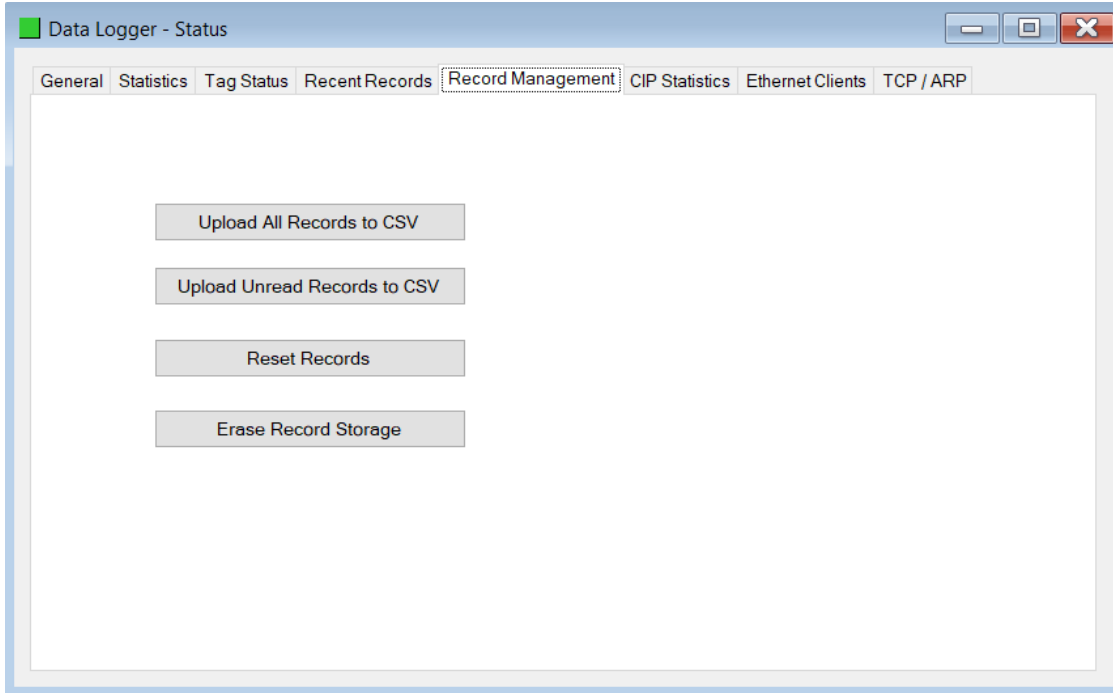 Data Logger - Status
General Statistics Tag Status Recent Records Record Management CIP Statistics Ethernet Clients TCP / ARP
Upload All Records to CSV
Upload Unread Records to CSV
Reset Records
Erase Record Storage